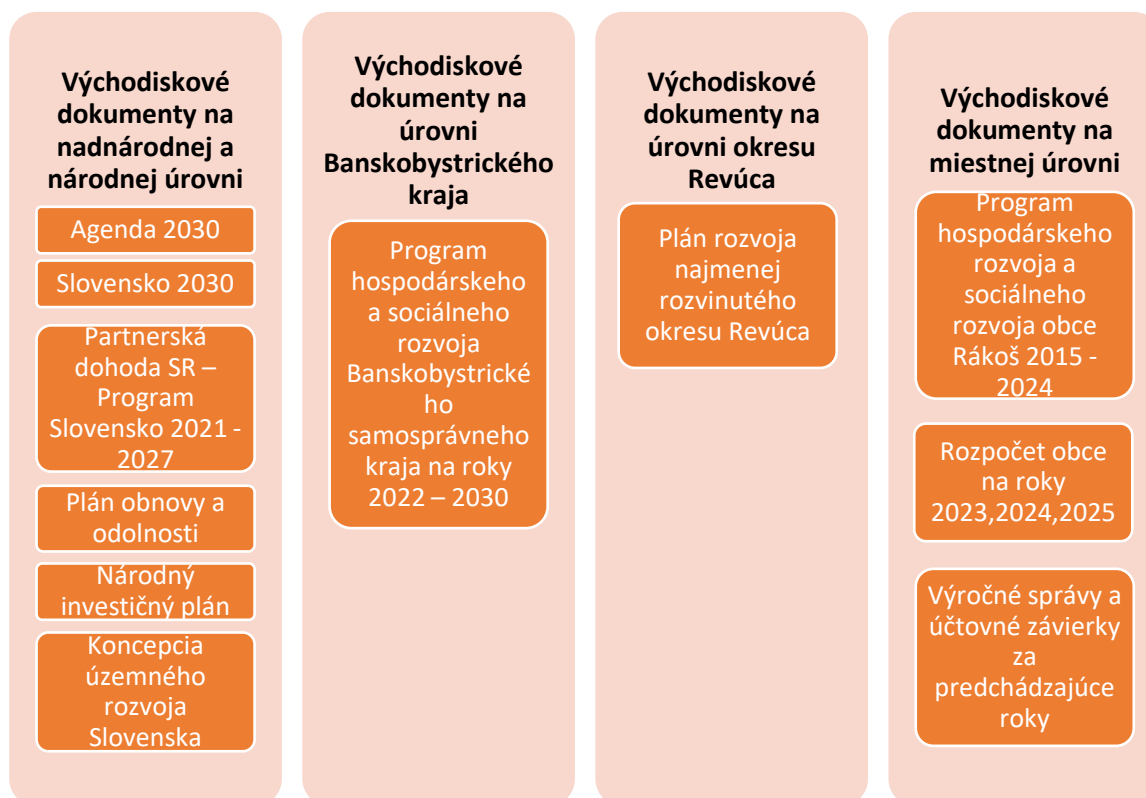 Východiskové
dokumenty na
nadnárodnej a
národnej úrovni
Agenda 2030
Slovensko 2030
Partnerská
dohoda SR –
Program
Slovensko 2021 -
2027
Plán obnovy a
odolnosti
Národný
investičný plán
Koncepcia
územného
rozvoja
Slovenska
Východiskové
dokumenty na
úrovni
Banskobystrického
kraja
Program
hospodárskeho
a sociálneho
rozvoja
Banskobystrické
ho
samosprávneho
kraja na roky
2022 – 2030
Východiskové
dokumenty na
úrovni okresu
Revúca
Plán rozvoja
najmenej
rozvinutého
okresu Revúca
Východiskové
dokumenty na
miestnej úrovni
Program
hospodárskeho
rozvoja a
sociálneho
rozvoja obce
Rákoš 2015 -
2024
Rozpočet obce
na roky
2023,2024,2025
Výročné správy a
účtovné závierky
za
predchádzajúce
roky